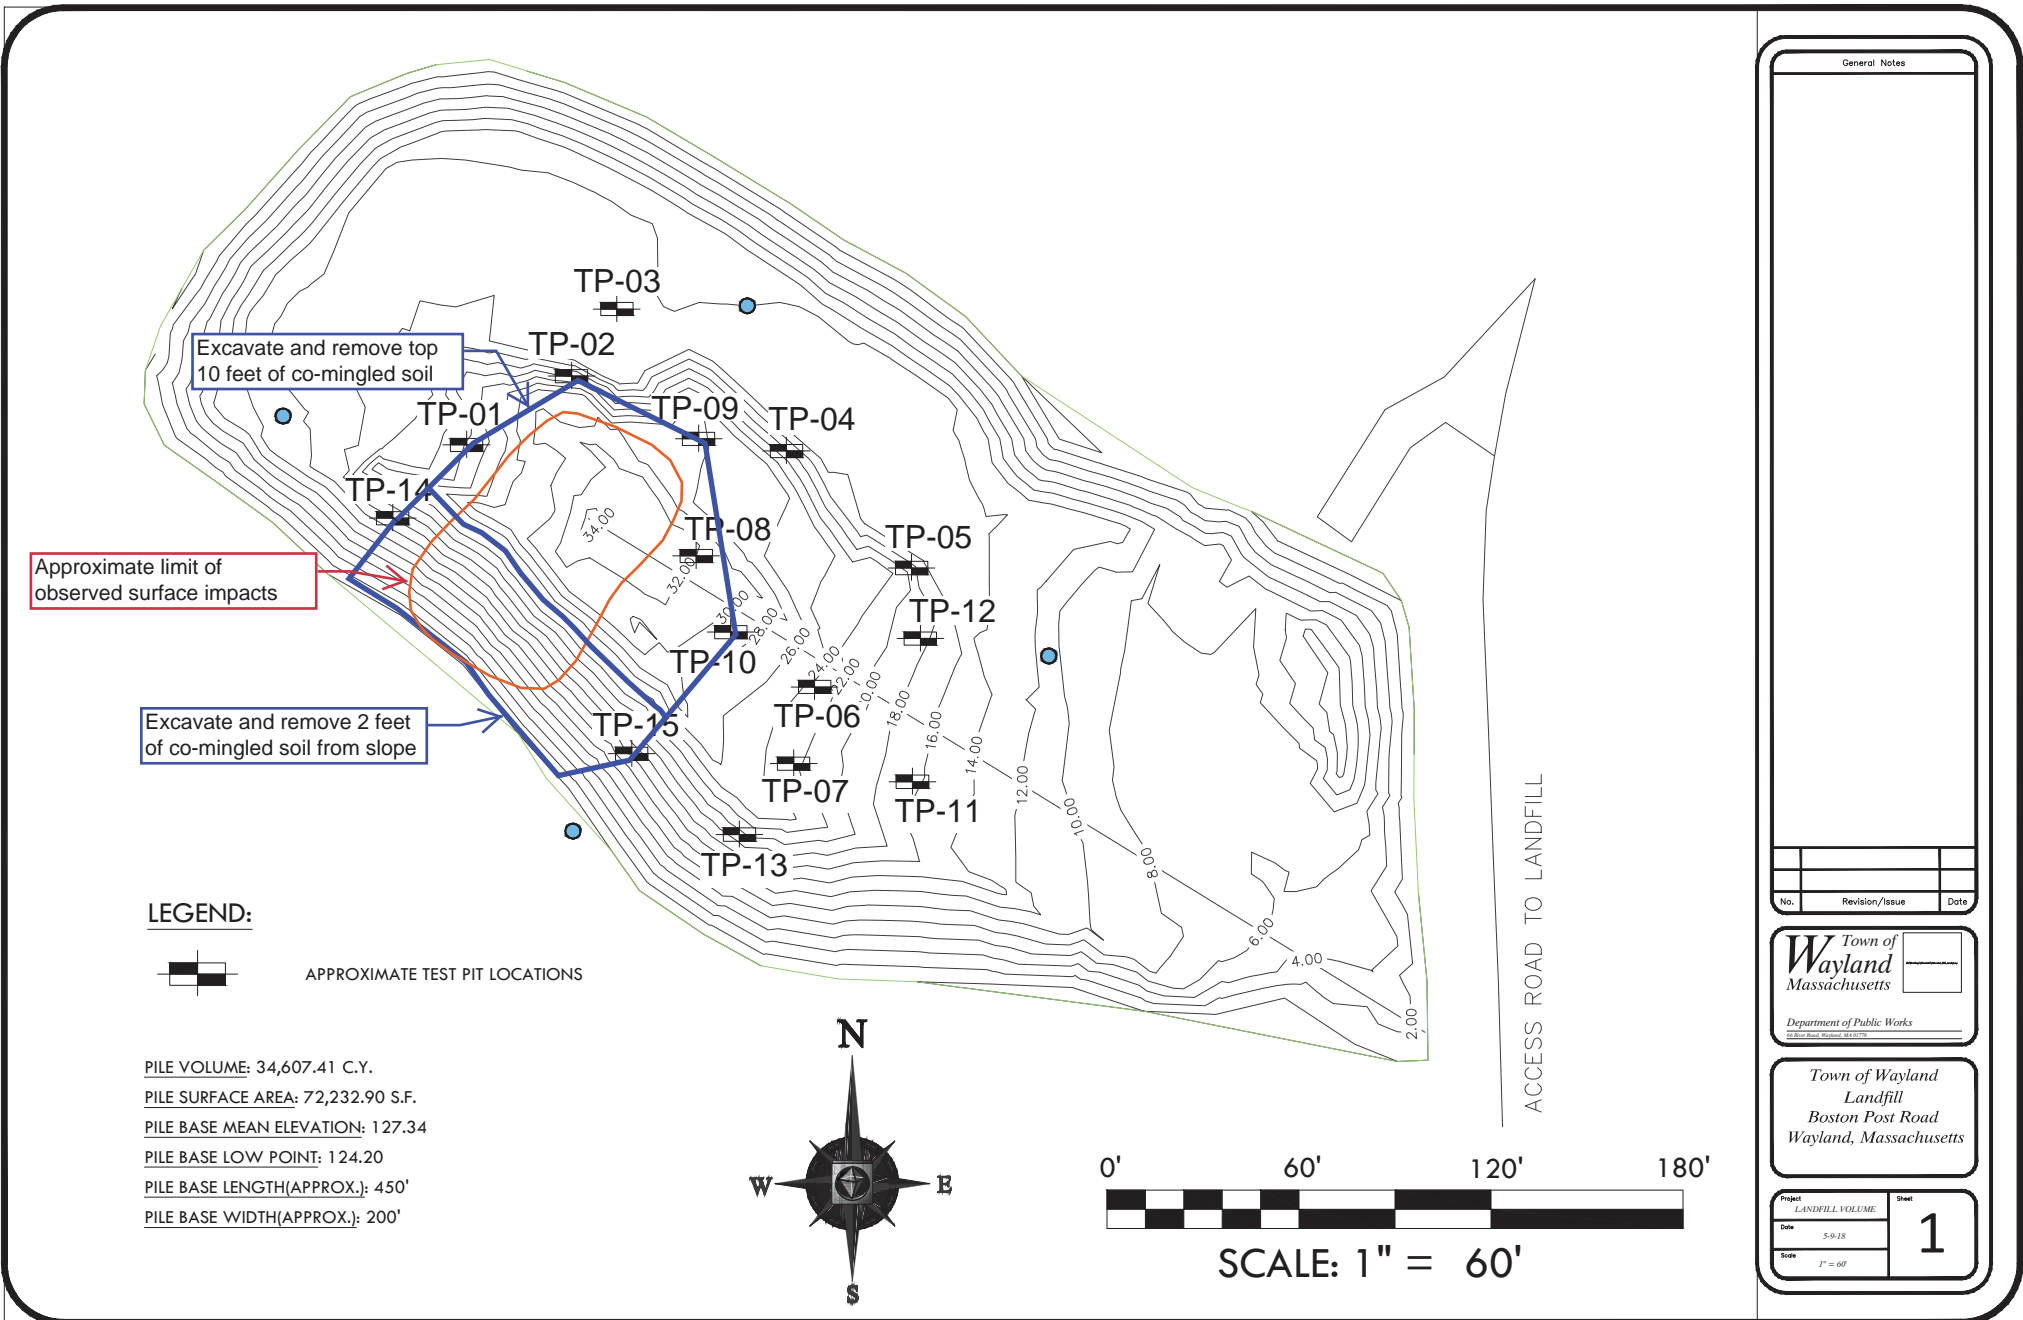 General Notes
TP-03
TP-02
Excavate and remove top
10 feet of co-mingled soil
TP-01
TP-09
TP-04
TP-14
34.00
TP-08
TP-05
Approximate limit of
observed surface impacts
32.00
30.00
28.00
26.00
24.00
22.00
18.00
16.00
14.00
12.00
10.00
8.00
6.00
4.00
2.00
TP-12
TP-10
TP-06
Excavate and remove 2 feet
of co-mingled soil from slope
TP-15
TP-07
TP-11
TP-13
ACCESS ROAD TO LANDFILL
LEGEND:
APPROXIMATE TEST PIT LOCATIONS
PILE VOLUME: 34,607.41 C.Y.
PILE SURFACE AREA: 72,232.90 S.F.
PILE BASE MEAN ELEVATION: 127.34
PILE BASE LOW POINT: 124.20
PILE BASE LENGTH(APPROX.): 450'
PILE BASE WIDTH(APPROX.): 200'
N
W
E
S
0' 60' 120' 180'
SCALE: 1" = 60'
No. Revision/Issue Date
Town of
Wayland
Massachusetts
Department of Public Works
Town of Wayland
Landfill
Boston Post Road
Wayland, Massachusetts
Project
LANDFILL VOLUME
Date
5-9-18
Scale
1" = 60'
Sheet
1